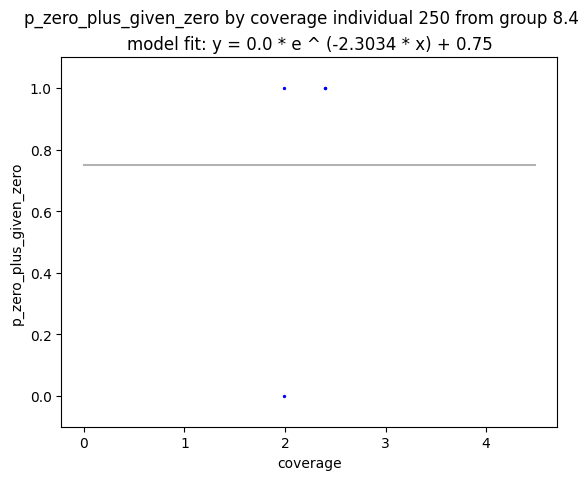 p_zero_plus_given_zero by coverage individual 250 from group 8.4
model fit: y = 0.0 * e ^ (-2.3034 * x) + 0.75
1.0
0.8
0.6
0.4
0.2
0.0
p_zero_plus_given_zero
0 1 2 3 4
coverage